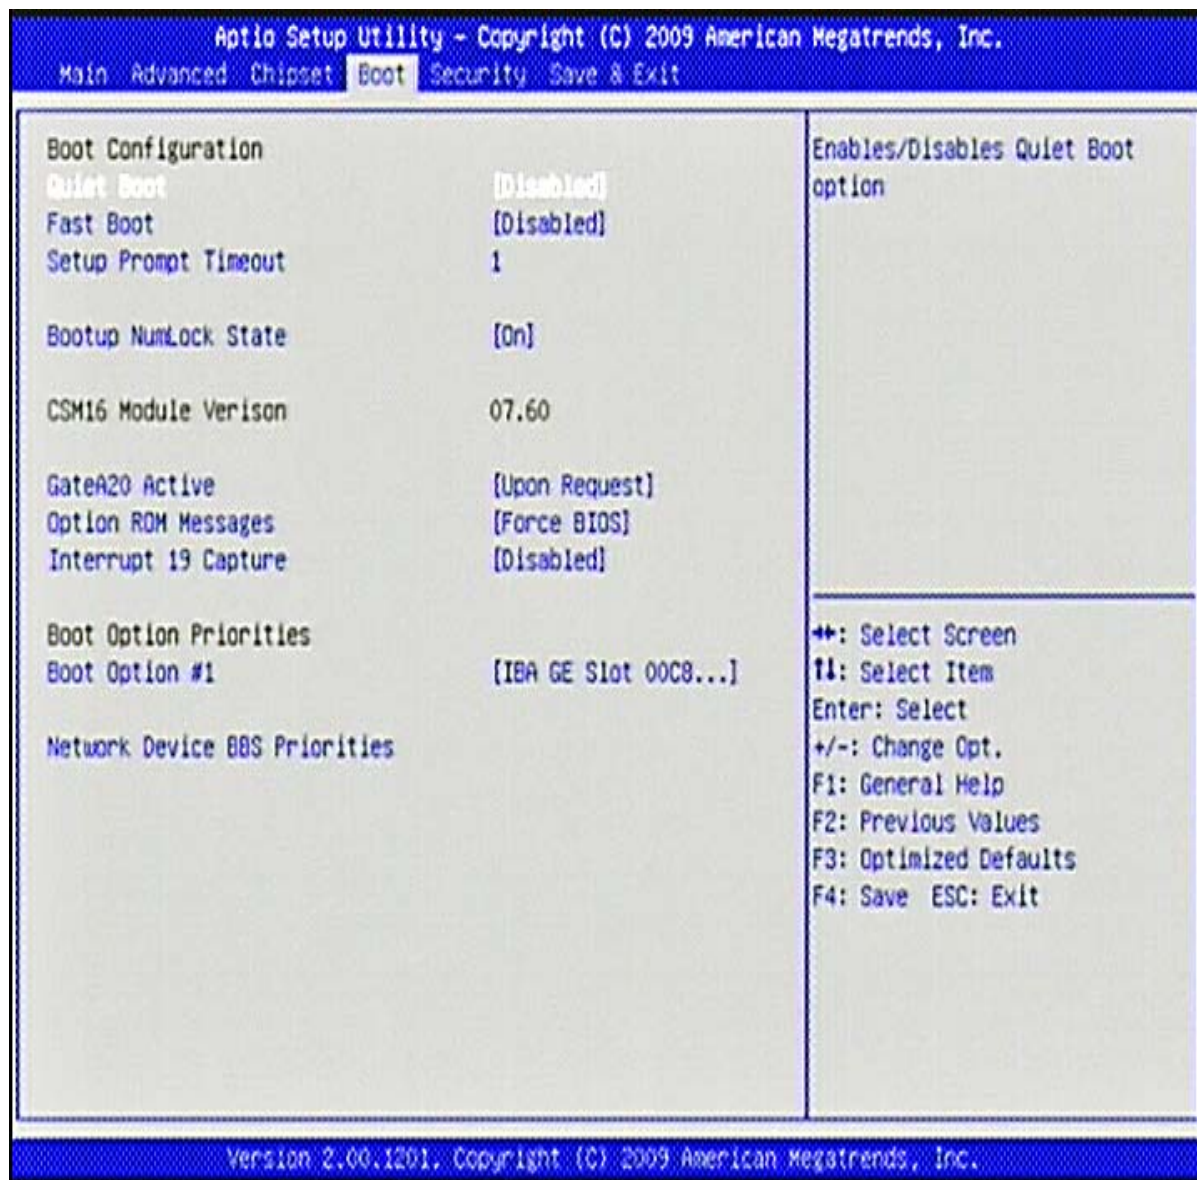 Aptio Setup Utility - Copyright (C) 2009 American Megatrends, Inc.
Main Advanced Chipset Boot Security Save & Exit
Boot Configuration
Quiet Boot [Disabled]
Fast Boot [Disabled]
Setup Prompt Timeout 1
Bootup NumLock State [On]
CSM16 Module Verison 07.60
GateA20 Active [Upon Request]
Option ROM Messages [Force BIOS]
Interrupt 19 Capture [Disabled]
Boot Option Priorities
Boot Option #1 [IBA GE Slot 00C8...]
Network Device BBS Priorities
Enables/Disables Quiet Boot
option
→←: Select Screen
↑↓: Select Item
Enter: Select
+/-: Change Opt.
F1: General Help
F2: Previous Values
F3: Optimized Defaults
F4: Save ESC: Exit
Version 2.00.1201. Copyright (C) 2009 American Megatrends, Inc.